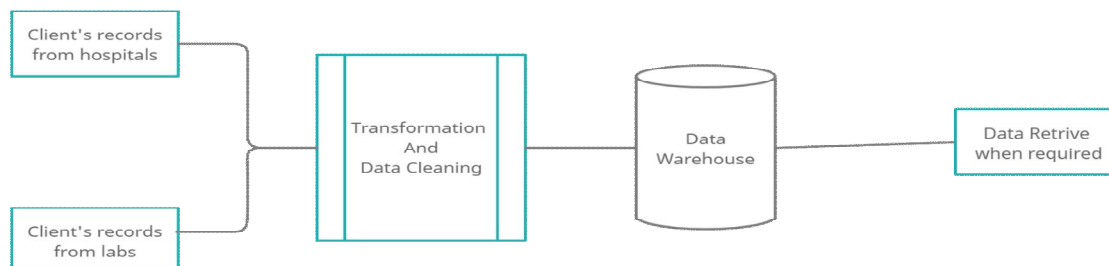 Client's records
from hospitals
Transformation
And
Data Cleaning
Data
Warehouse
Data Retrive
when required
Client's records
from labs